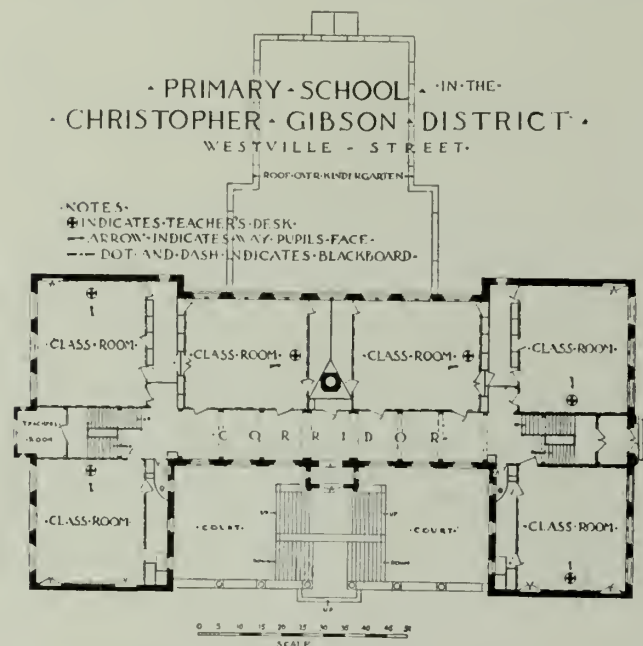 · PRIMARY · SCHOOL · IN · THE ·
· CHRISTOPHER · GIBSON · DISTRICT ·
WESTVILLE - STREET ·
ROOF · OVER · KINDERGARTEN
· NOTES ·
INDICATES · TEACHER'S · DESK ·
ARROW · INDICATES · WAY · PUPILS · FACE ·
DOT · AND · DASH · INDICATES · BLACKBOARD ·
· CLASS · ROOM ·
· CLASS · ROOM ·
· CLASS · ROOM ·
· CLASS · ROOM ·
TEACHERS
ROOM
C O R R I D O R
· CLASS · ROOM ·
· COURT ·
UP
UP
· COURT ·
· CLASS · ROOM ·
DOWN
DOWN
UP
0 5 10 15 20 25 30 35 40 45 50
SCALE